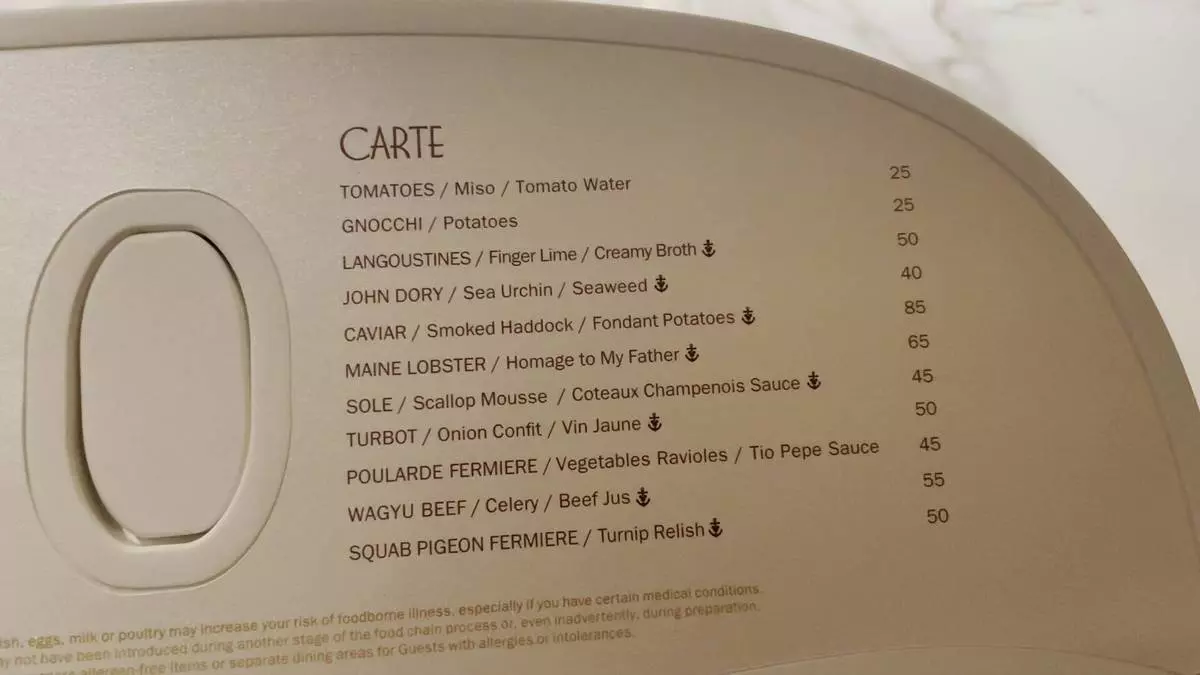 CARTE
TOMATOES / Miso / Tomato Water 25
GNOCCHI / Potatoes 25
LANGOUSTINES / Finger Lime / Creamy Broth 50
JOHN DORY / Sea Urchin / Seaweed 40
CAVIAR / Smoked Haddock / Fondant Potatoes 85
MAINE LOBSTER / Homage to My Father 65
SOLE / Scallop Mousse / Coteaux Champenois Sauce 45
TURBOT / Onion Confit / Vin Jaune 50
POULARDE FERMIERE / Vegetables Ravioles / Tio Pepe Sauce 45
WAGYU BEEF / Celery / Beef Jus 55
SQUAB PIGEON FERMIERE / Turnip Relish 50
eggs, milk or poultry may increase your risk of foodborne illness, especially if you have certain medical conditions.
not have been introduced during another stage of the food chain process or, even inadvertently, during preparation,
allergen-free items or separate dining areas for Guests with allergies or intolerances.